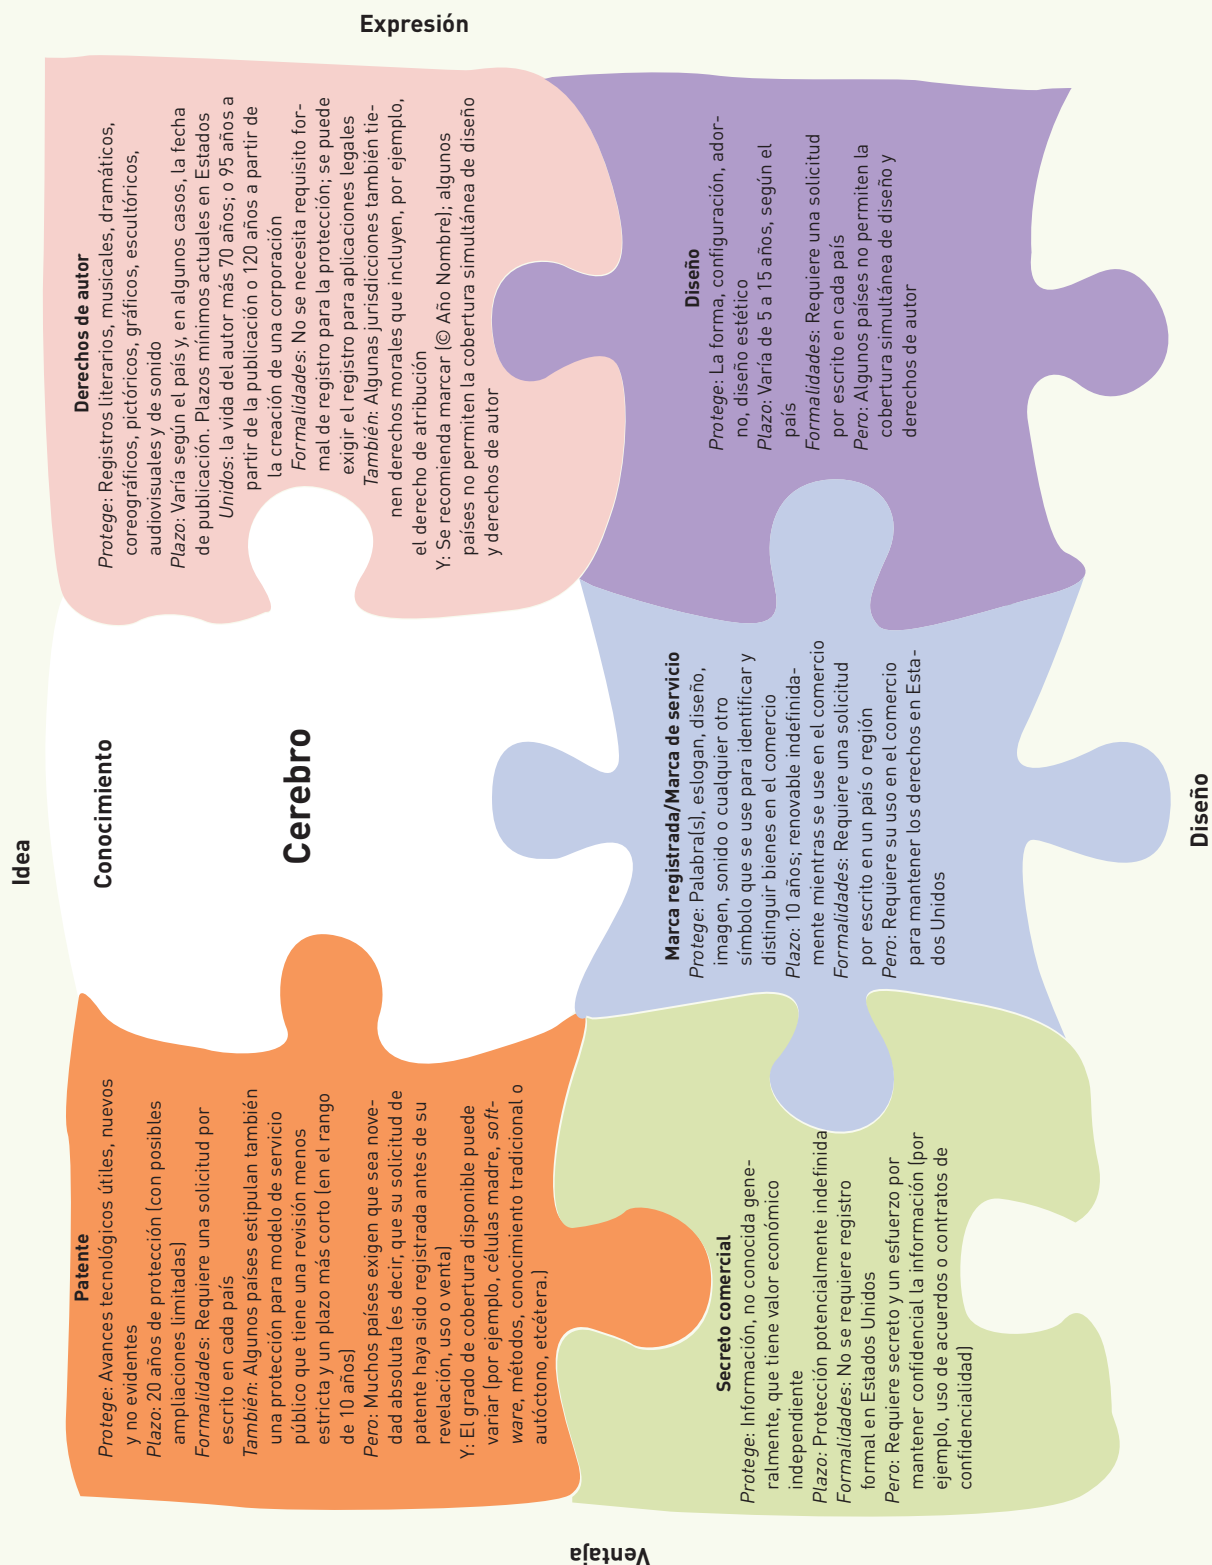 Idea
Conocimiento
Cerebro
Patente
Protege: Avances tecnológicos útiles, nuevos
y no evidentes
Plazo: 20 años de protección (con posibles
ampliaciones limitadas)
Formalidades: Requiere una solicitud por
escrito en cada país
También: Algunos países estipulan también
una protección para modelo de servicio
público que tiene una revisión menos
estricta y un plazo más corto (en el rango
de 10 años)
Pero: Muchos países exigen que sea nove-
dad absoluta (es decir, que su solicitud de
patente haya sido registrada antes de su
revelación, uso o venta)
Y: El grado de cobertura disponible puede
variar (por ejemplo, células madre, soft-
ware, métodos, conocimiento tradicional o
autóctono, etcétera.)
Derechos de autor
Protege: Registros literarios, musicales, dramáticos,
coreográficos, pictóricos, gráficos, escultóricos,
audiovisuales y de sonido
Plazo: Varía según el país y, en algunos casos, la fecha
de publicación. Plazos mínimos actuales en Estados
Unidos: la vida del autor más 70 años; o 95 años a
partir de la publicación o 120 años a partir de
la creación de una corporación
Formalidades: No se necesita requisito for-
mal de registro para la protección; se puede
exigir el registro para aplicaciones legales
También: Algunas jurisdicciones también tie-
nen derechos morales que incluyen, por ejemplo,
el derecho de atribución
Y: Se recomienda marcar (© Año Nombre); algunos
países no permiten la cobertura simultánea de diseño
y derechos de autor
Expresión
Ventaja
Secreto comercial
Protege: Información, no conocida gene-
ralmente, que tiene valor económico
independiente
Plazo: Protección potencialmente indefinida
Formalidades: No se requiere registro
formal en Estados Unidos
Pero: Requiere secreto y un esfuerzo por
mantener confidencial la información (por
ejemplo, uso de acuerdos o contratos de
confidencialidad)
Marca registrada/Marca de servicio
Protege: Palabra(s), eslogan, diseño,
imagen, sonido o cualquier otro
símbolo que se use para identificar y
distinguir bienes en el comercio
Plazo: 10 años; renovable indefinida-
mente mientras se use en el comercio
Formalidades: Requiere una solicitud
por escrito en un país o región
Pero: Requiere su uso en el comercio
para mantener los derechos en Esta-
dos Unidos
Diseño
Protege: La forma, configuración, ador-
no, diseño estético
Plazo: Varía de 5 a 15 años, según el
país
Formalidades: Requiere una solicitud
por escrito en cada país
Pero: Algunos países no permiten la
cobertura simultánea de diseño y
derechos de autor
Diseño